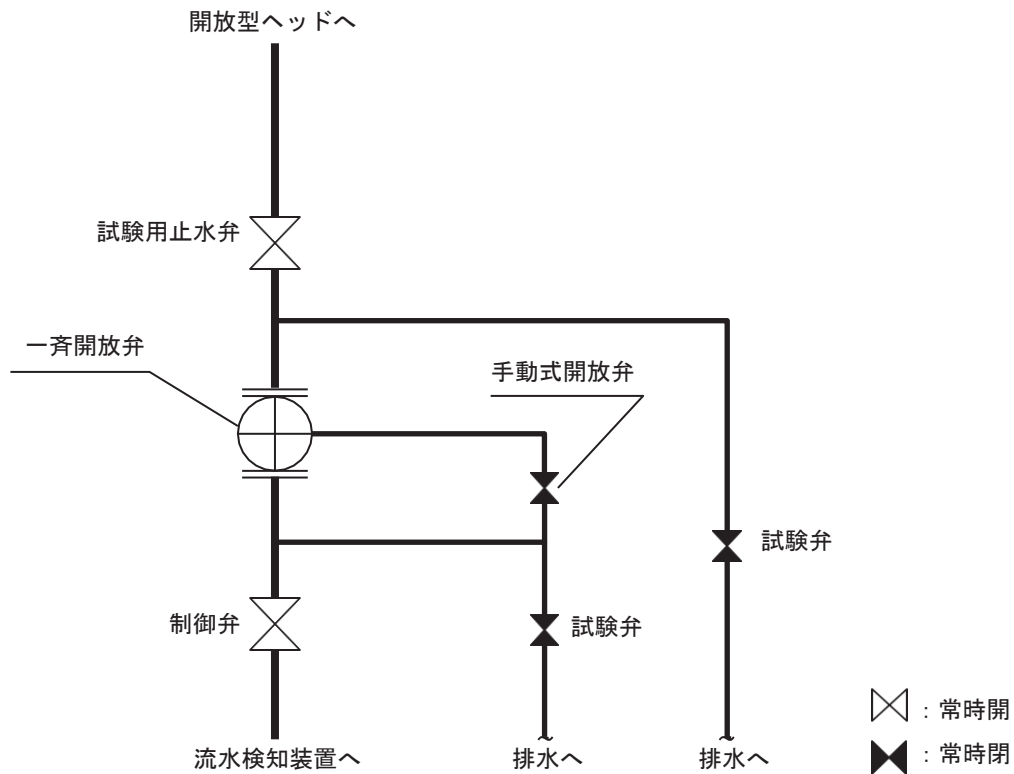 開放型ヘッドへ
試験用止水弁
一斉開放弁
手動式開放弁
試験弁
制御弁
試験弁
流水検知装置へ
排水へ
排水へ
：常時開
：常時閉